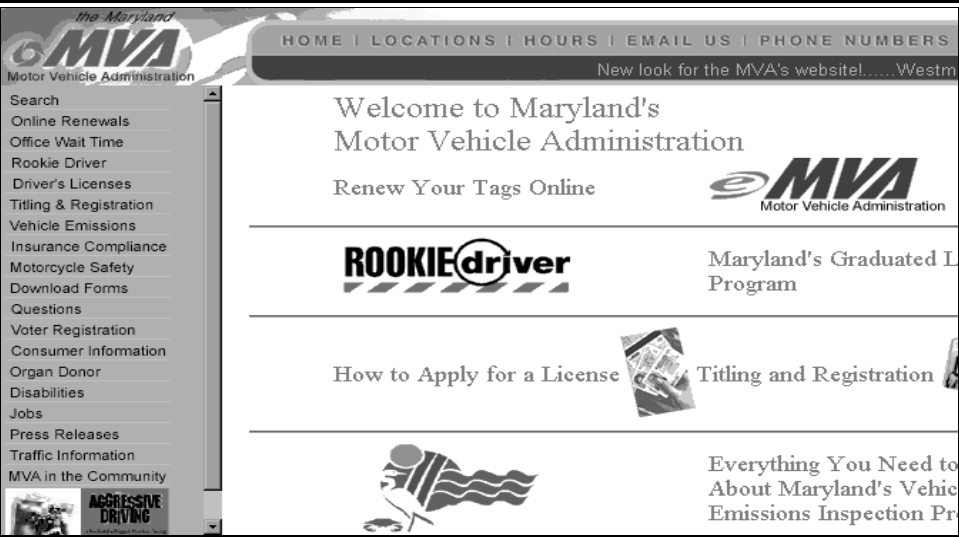 the Maryland
MVA
Motor Vehicle Administration
HOME | LOCATIONS | HOURS | EMAIL US | PHONE NUMBERS
New look for the MVA's website!......Westm
Search
Online Renewals
Office Wait Time
Rookie Driver
Driver's Licenses
Titling & Registration
Vehicle Emissions
Insurance Compliance
Motorcycle Safety
Download Forms
Questions
Voter Registration
Consumer Information
Organ Donor
Disabilities
Jobs
Press Releases
Traffic Information
MVA in the Community
AGGRESSIVE
DRIVING
Welcome to Maryland's
Motor Vehicle Administration
Renew Your Tags Online
eMVA
Motor Vehicle Administration
ROOKIE driver
Maryland's Graduated L
Program
How to Apply for a License
Titling and Registration
Everything You Need to
About Maryland's Vehic
Emissions Inspection Pr